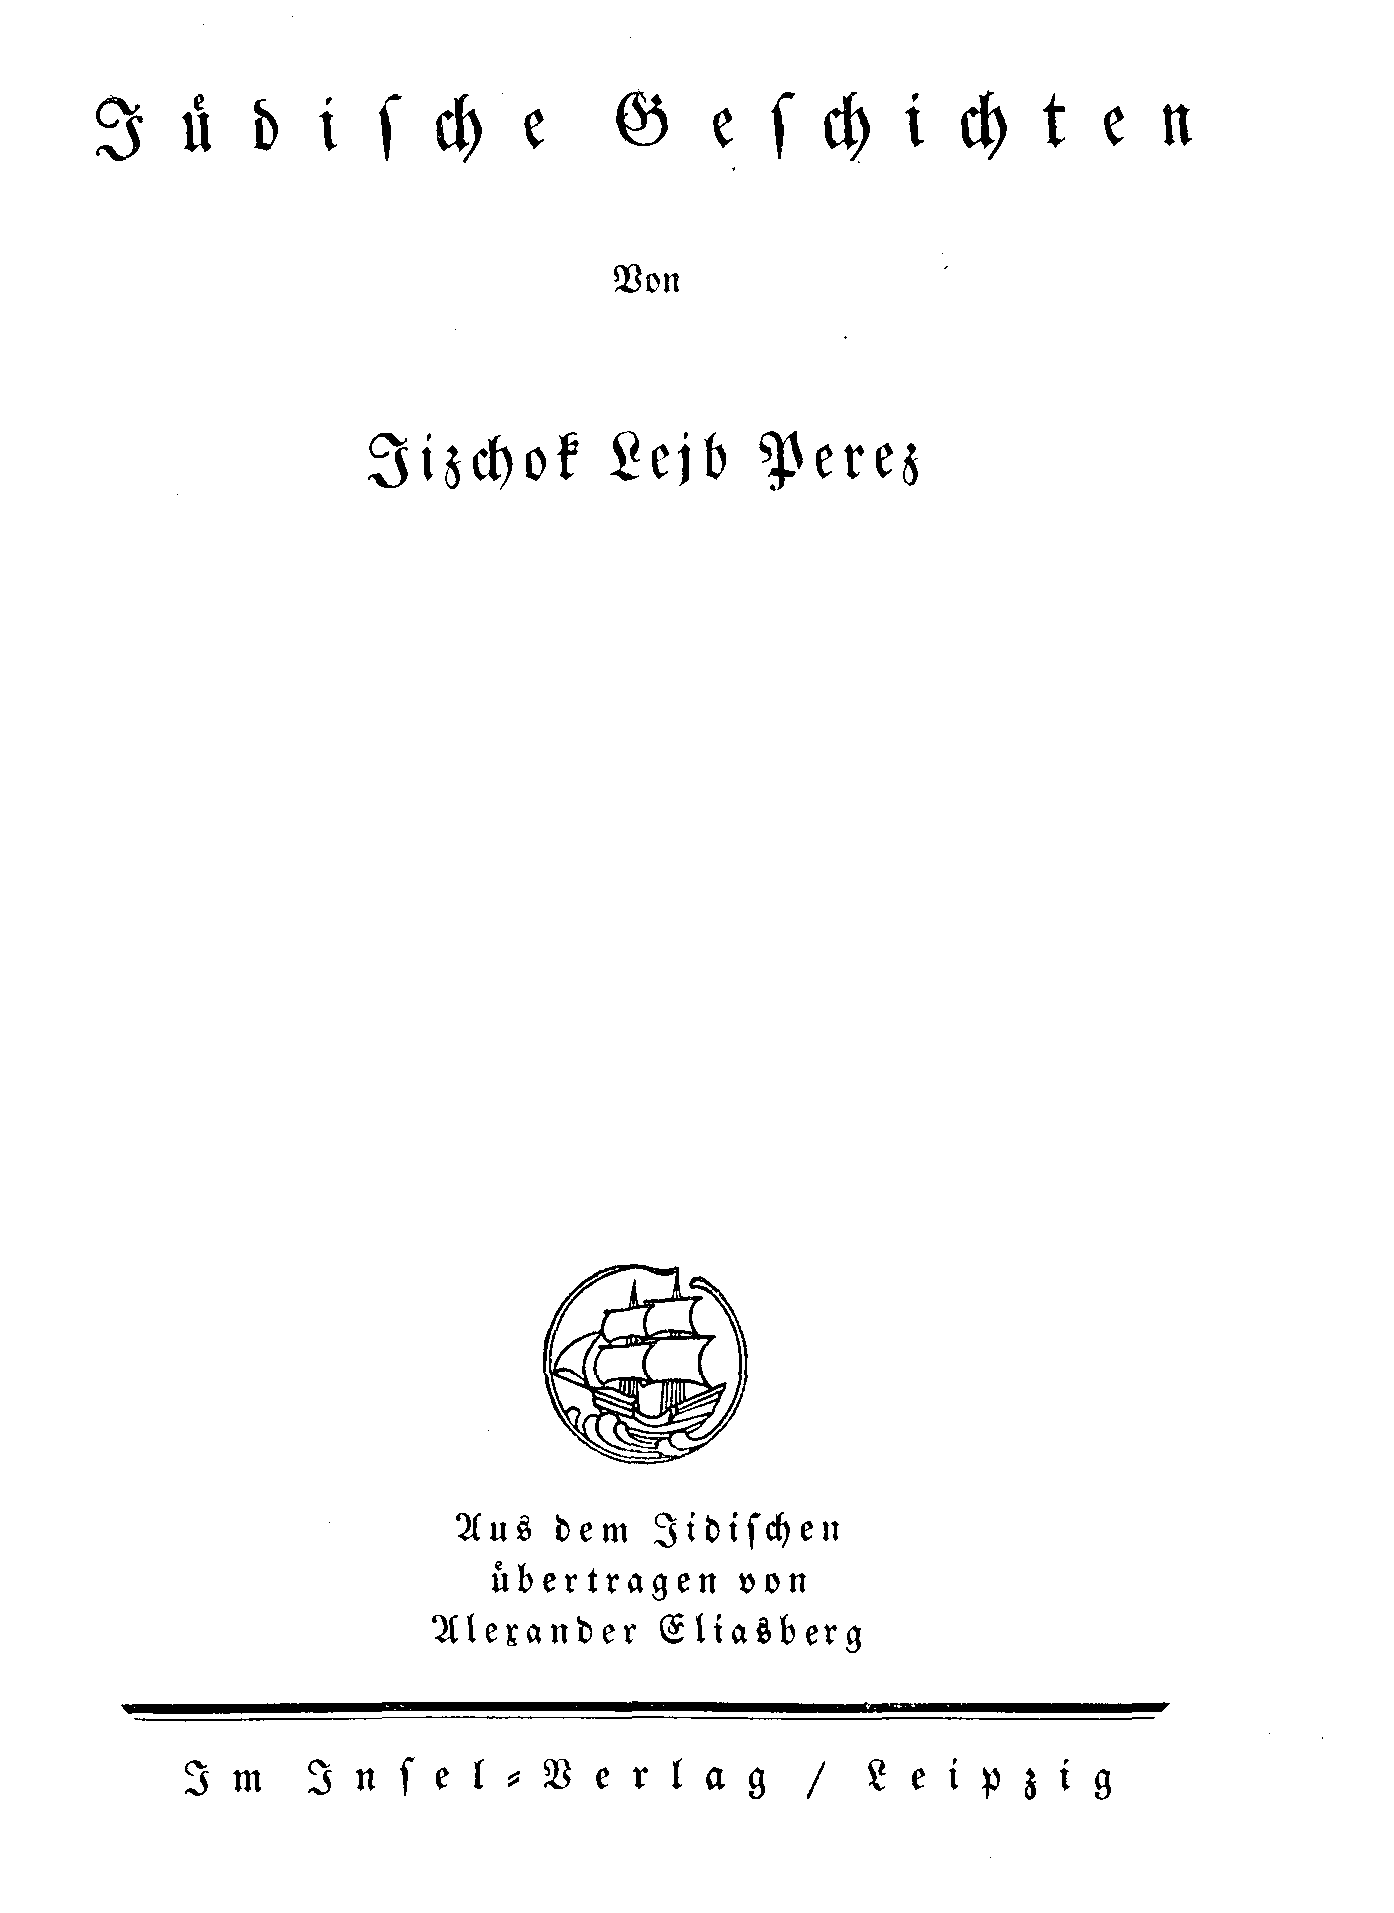 Jüdische Geschichten
Von
Jizchok Lejb Perez
Aus dem Jidischen
übertragen von
Alexander Eliasberg
Im Insel-Verlag / Leipzig